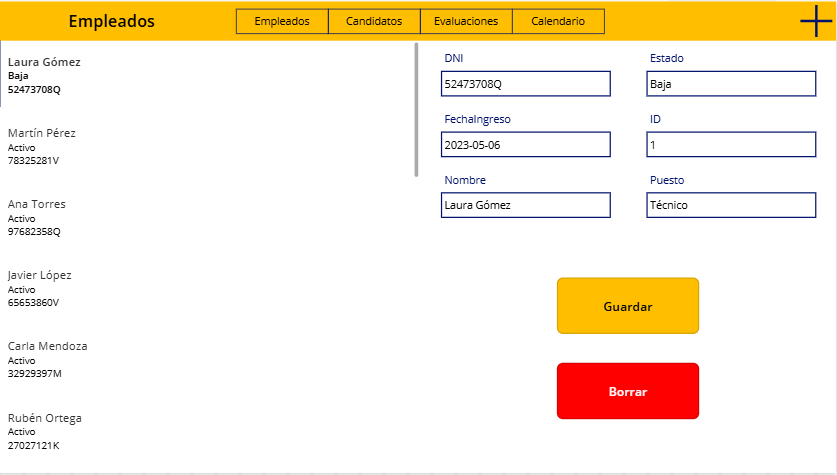 Empleados
Empleados Candidatos Evaluaciones Calendario
Laura Gómez
Baja
52473708Q
Martín Pérez
Activo
78325281V
Ana Torres
Activo
97682358Q
Javier López
Activo
65653860V
Carla Mendoza
Activo
32929397M
Rubén Ortega
Activo
27027121K
DNI Estado
52473708Q Baja
FechaIngreso ID
2023-05-06 1
Nombre Puesto
Laura Gómez Técnico
Guardar
Borrar